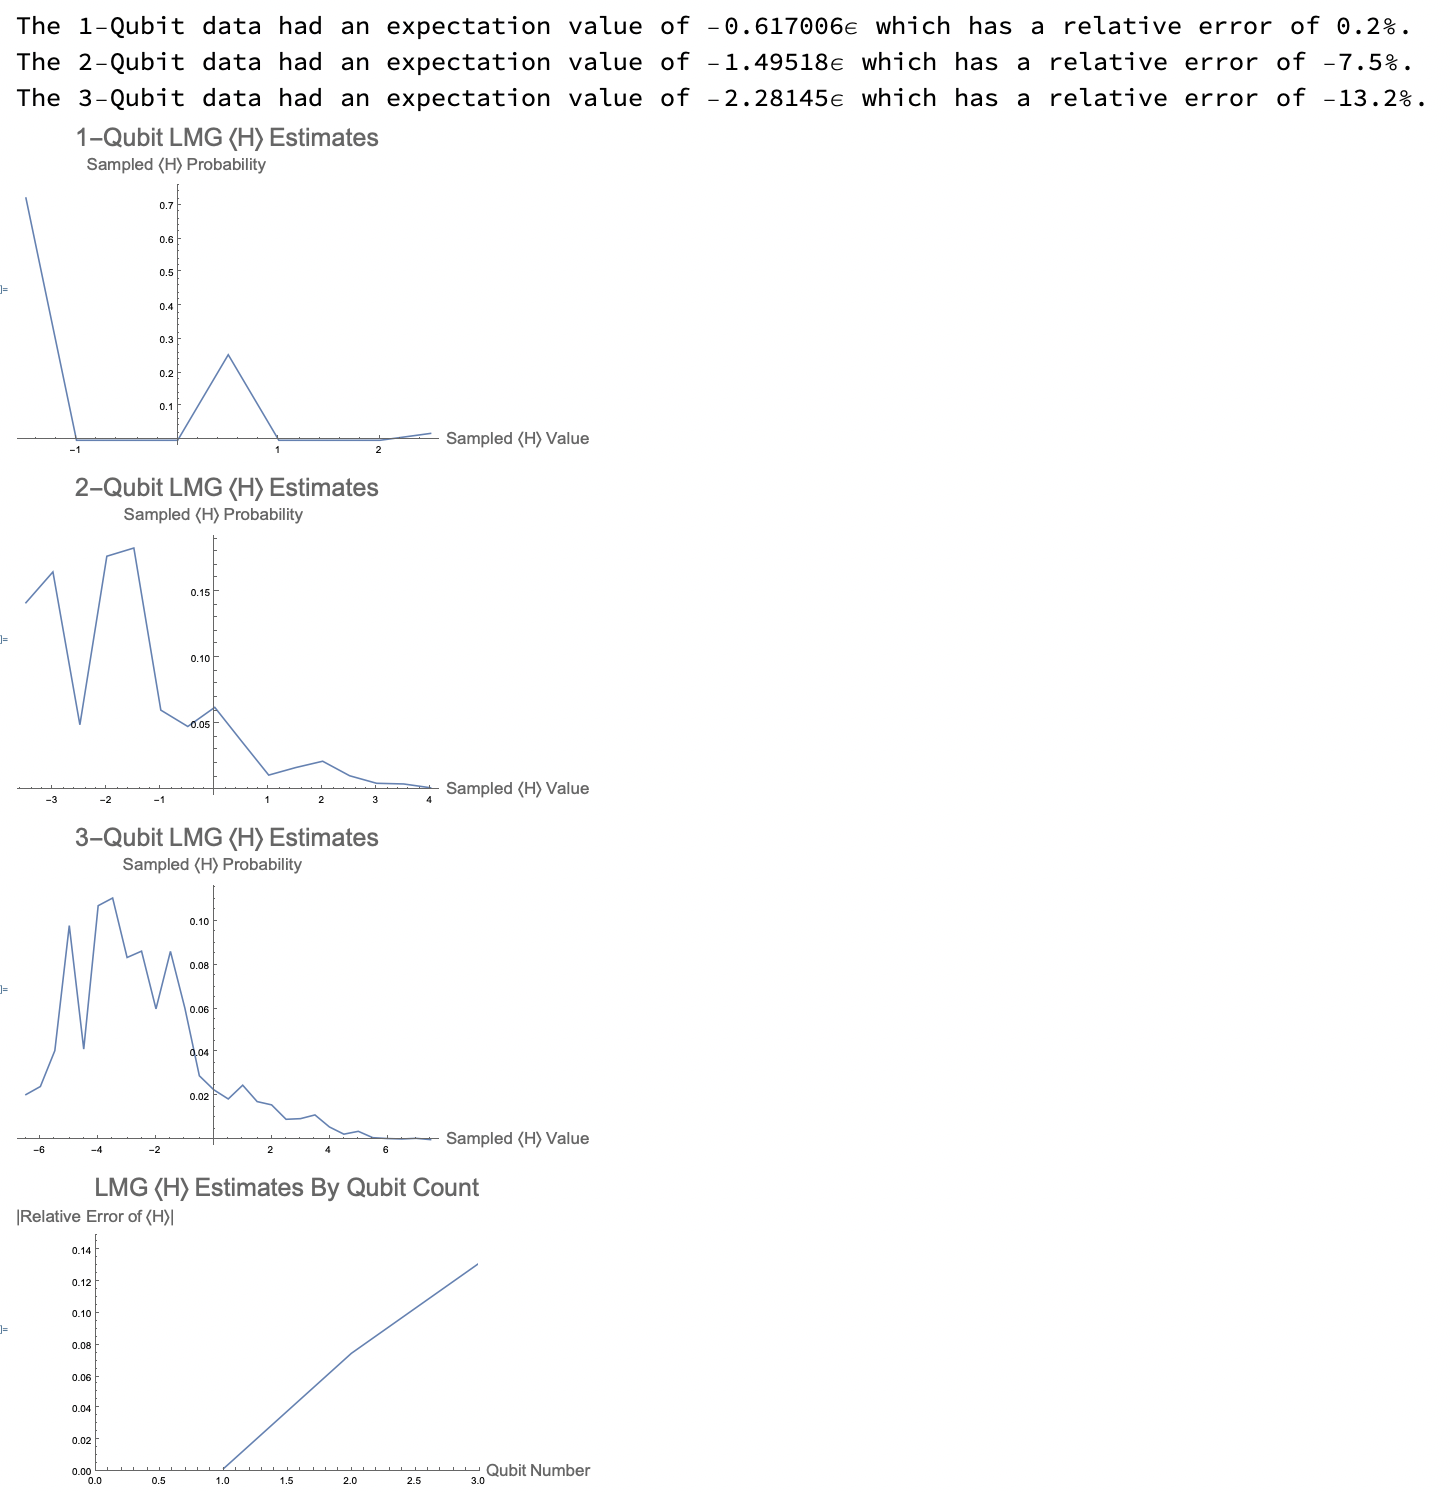 The 1-Qubit data had an expectation value of -0.617006ϵ which has a relative error of 0.2%.
The 2-Qubit data had an expectation value of -1.49518ϵ which has a relative error of -7.5%.
The 3-Qubit data had an expectation value of -2.28145ϵ which has a relative error of -13.2%.
1–Qubit LMG ⟨H⟩ Estimates
Sampled ⟨H⟩ Probability
0.7
0.6
0.5
]=
0.4
0.3
0.2
0.1
Sampled ⟨H⟩ Value
−1 1 2
2–Qubit LMG ⟨H⟩ Estimates
Sampled ⟨H⟩ Probability
0.15
]=
0.10
0.05
Sampled ⟨H⟩ Value
−3 −2 −1 1 2 3 4
3–Qubit LMG ⟨H⟩ Estimates
Sampled ⟨H⟩ Probability
0.10
0.08
]=
0.06
0.04
0.02
Sampled ⟨H⟩ Value
−6 −4 −2 2 4 6
LMG ⟨H⟩ Estimates By Qubit Count
|Relative Error of ⟨H⟩|
0.14
0.12
0.10
]=
0.08
0.06
0.04
0.02
0.00
Qubit Number
0.0 0.5 1.0 1.5 2.0 2.5 3.0